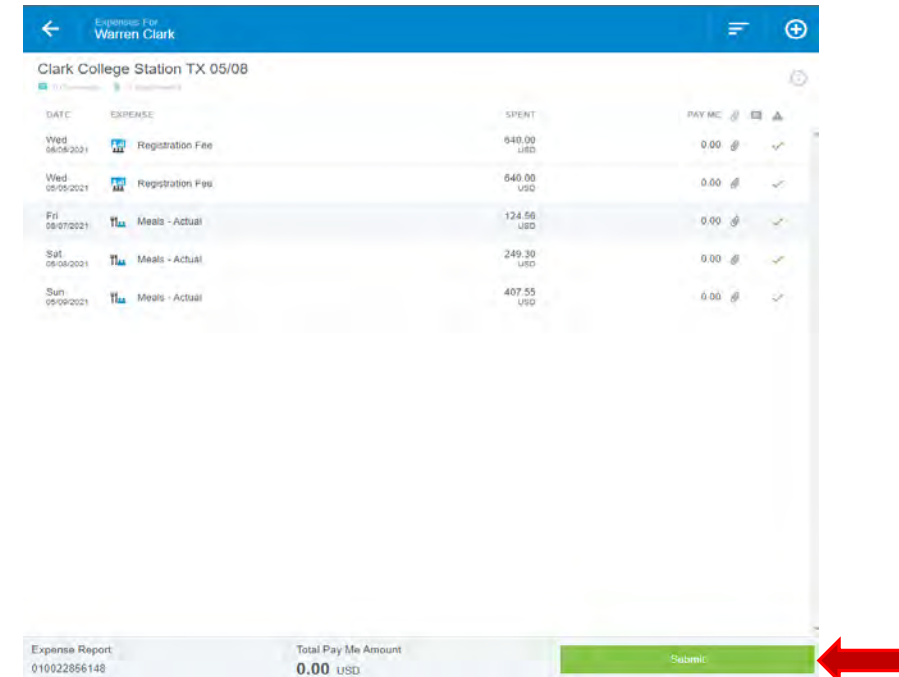 Expenses For
Warren Clark
Clark College Station TX 05/08
DATE EXPENSE SPENT PAY ME
Wed Registration Fee 640.00 0.00
05/05/2021 USD
Wed Registration Fee 640.00 0.00
05/05/2021 USD
Fri Meals - Actual 124.56 0.00
05/07/2021 USD
Sat Meals - Actual 249.30 0.00
05/08/2021 USD
Sun Meals - Actual 407.55 0.00
05/09/2021 USD
Expense Report Total Pay Me Amount Submit
010022856148 0.00 USD